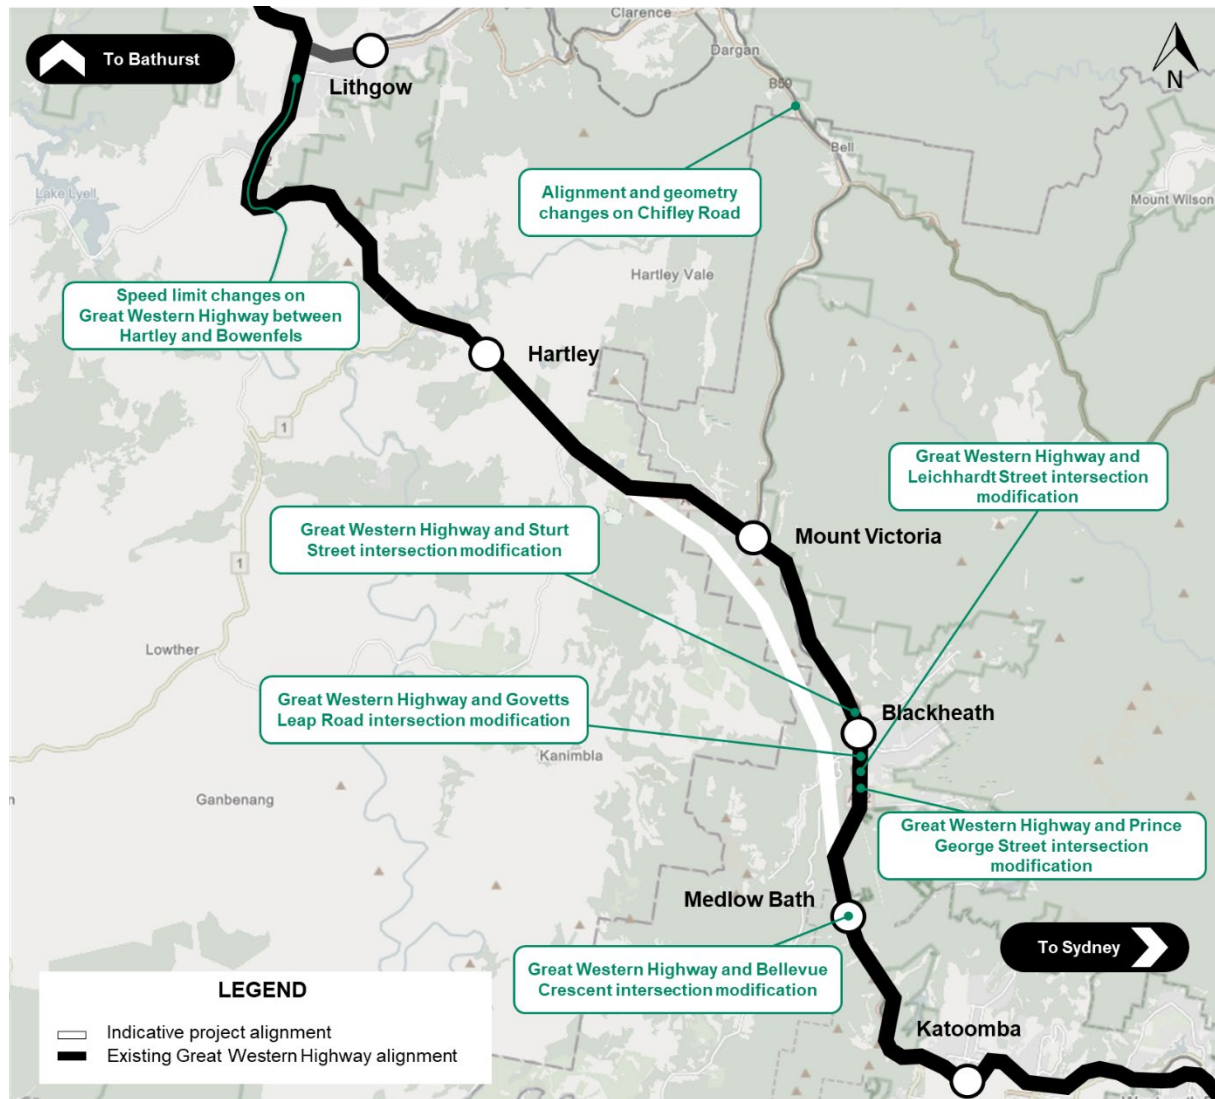 Clarence
To Bathurst
Dargan
Lithgow
B59
N
Bell
Alignment and geometry
changes on Chifley Road
Lake Lyell
Mount Wilson
Hartley Vale
Speed limit changes on
Great Western Highway between
Hartley and Bowenfels
Hartley
1
Great Western Highway and
Leichhardt Street intersection
modification
Great Western Highway and Sturt
Street intersection modification
Mount Victoria
1
Lowther
Great Western Highway and Govetts
Leap Road intersection modification
Blackheath
Kanimbla
Ganbenang
Great Western Highway and Prince
George Street intersection
modification
Medlow Bath
To Sydney
Great Western Highway and Bellevue
Crescent intersection modification
LEGEND
Indicative project alignment
Existing Great Western Highway alignment
Katoomba